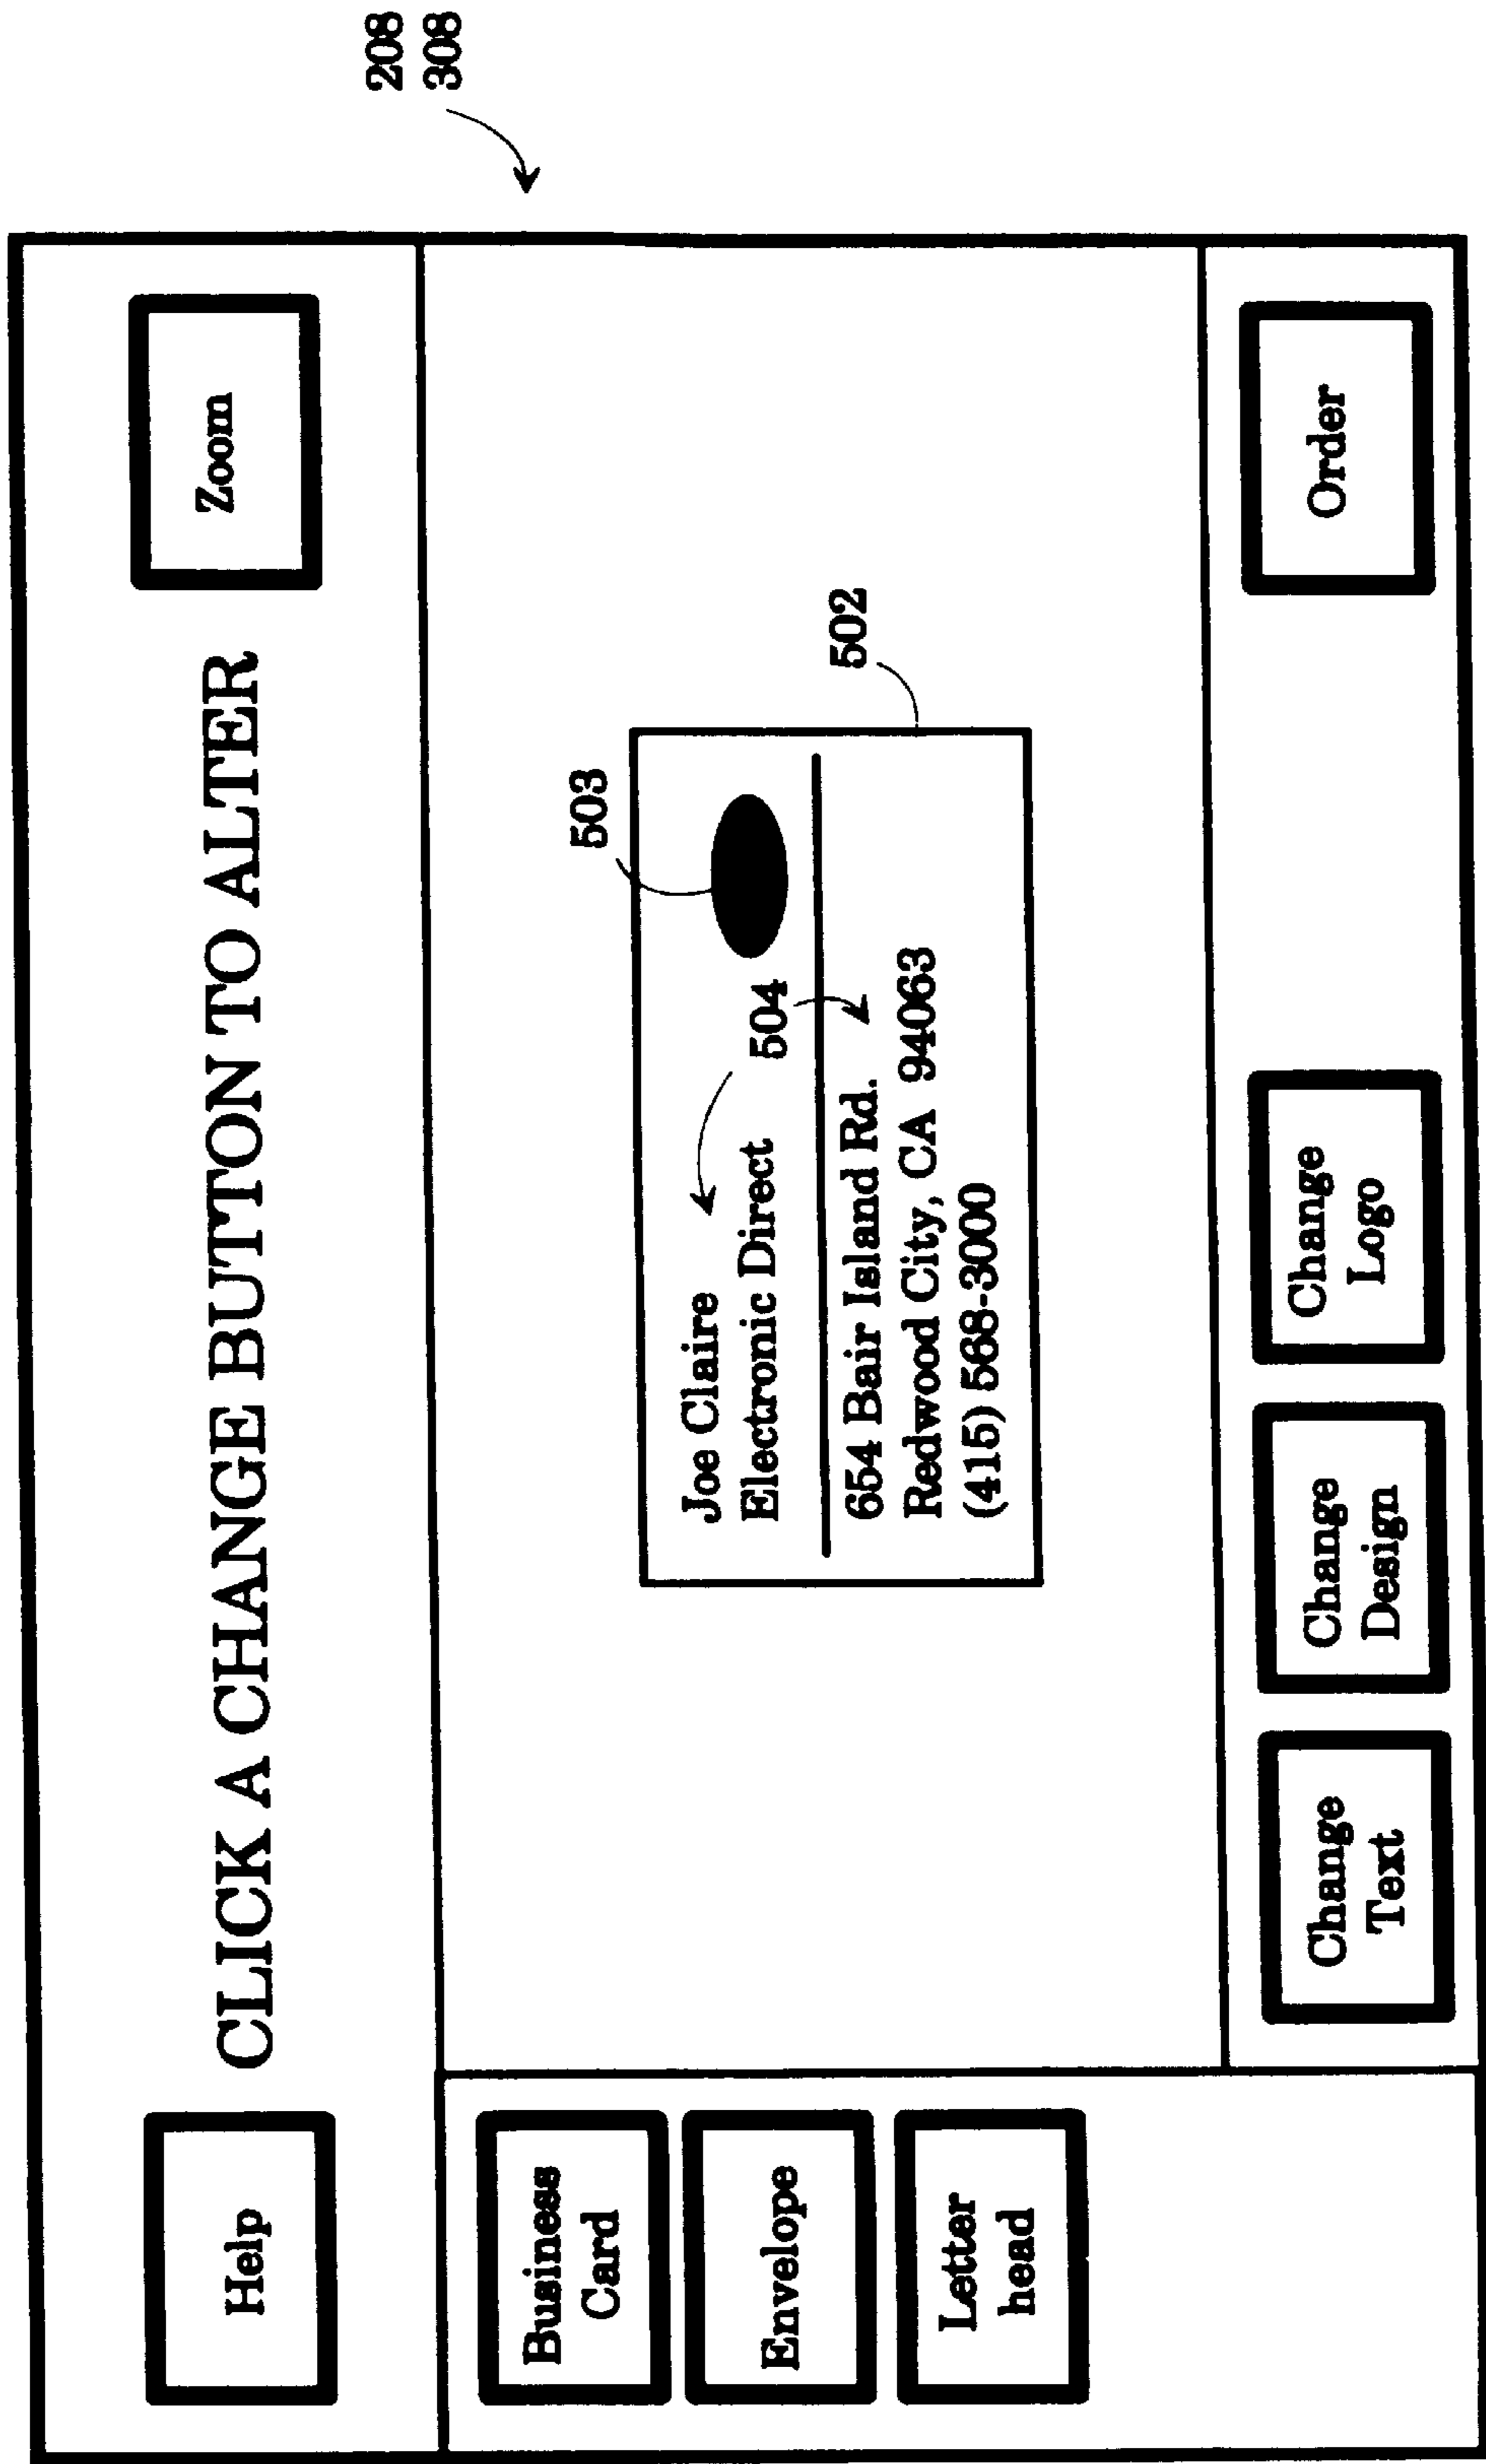 208
308
Help
CLICK A CHANGE BUTTON TO ALTER
Zoom
Business
Card
Envelope
Letter
head
503
Joe Claire
Electronic Direct
504
502
654 Bair Island Rd.
Redwood City, CA 94063
(415) 568-3000
Change
Text
Change
Design
Change
Logo
Order